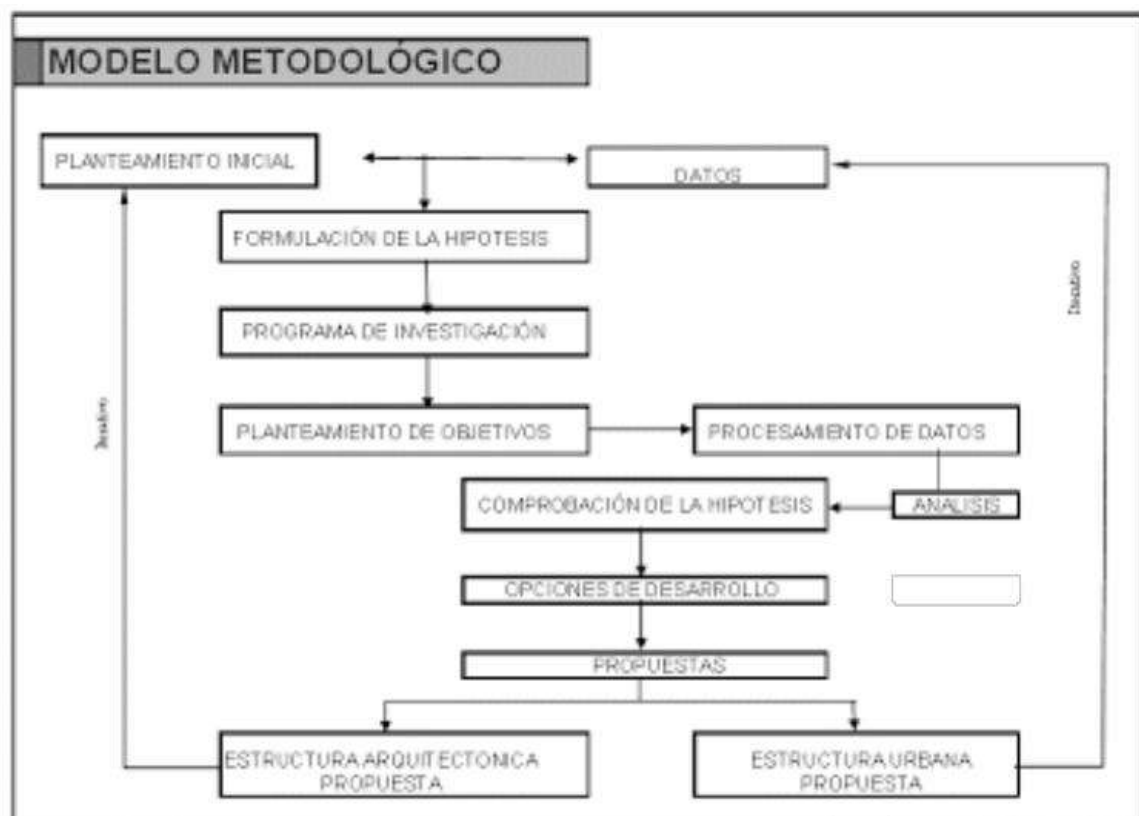 MODELO METODOLÓGICO
PLANTEAMIENTO INICIAL
DATOS
FORMULACIÓN DE LA HIPOTESIS
PROGRAMA DE INVESTIGACIÓN
PLANTEAMIENTO DE OBJETIVOS
PROCESAMIENTO DE DATOS
COMPROBACIÓN DE LA HIPOTESIS
ANALISIS
OPCIONES DE DESARROLLO
PROPUESTAS
ESTRUCTURA ARQUITECTONICA
PROPUESTA
ESTRUCTURA URBANA
PROPUESTA